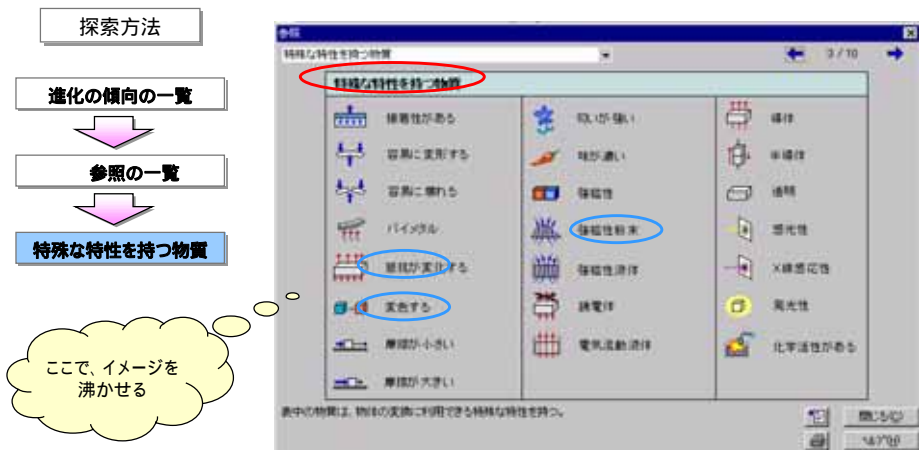 探索方法
進化の傾向の一覧
参照の一覧
特殊な特性を持つ物質
ここで、イメージを
沸かせる
参照
特殊な特性を持つ物質
3 / 10
特殊な特性を持つ物質
接着性がある
容易に変形する
容易に壊れる
バイメタル
抵抗が変化する
変色する
摩擦が小さい
摩擦が大きい
匂いが強い
味が濃い
強磁性
強磁性粉末
強磁性流体
誘電体
電気流動流体
導体
半導体
透明
感光性
X線感応性
発光性
化学活性がある
表中の物質は、物体の変換に利用できる特殊な特性を持つ。
閉じる(C)
ヘルプ(H)